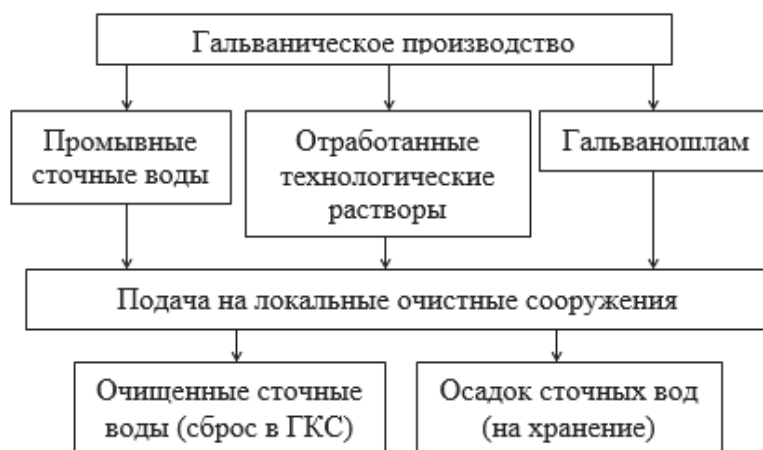 Гальваническое производство
Промывные
сточные воды
Отработанные
технологические
растворы
Гальваношлам
Подача на локальные очистные сооружения
Очищенные сточные
воды (сброс в ГКС)
Осадок сточных вод
(на хранение)